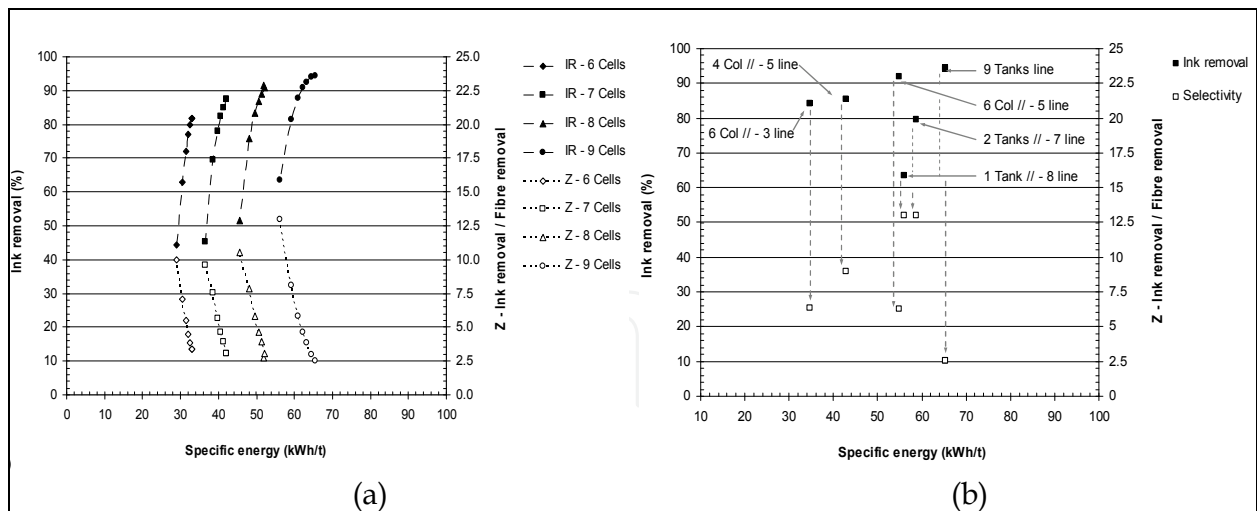 100
90
80
70
60
50
40
30
20
10
0
Ink removal (%)
25.0
22.5
20.0
17.5
15.0
12.5
10.0
7.5
5.0
2.5
0.0
Z - Ink removal / Fibre removal
0 10 20 30 40 50 60 70 80 90 100
Specific energy (kWh/t)
IR - 6 Cells
IR - 7 Cells
IR - 8 Cells
IR - 9 Cells
Z - 6 Cells
Z - 7 Cells
Z - 8 Cells
Z - 9 Cells
(a)
100
90
80
70
60
50
40
30
20
10
0
Ink removal (%)
4 Col // - 5 line
6 Col // - 3 line
9 Tanks line
6 Col // - 5 line
2 Tanks // - 7 line
1 Tank // - 8 line
25
22.5
20
17.5
15
12.5
10
7.5
5
2.5
0
Z - Ink removal / Fibre removal
10 20 30 40 50 60 70 80 90 100
Specific energy (kWh/t)
Ink removal
Selectivity
(b)